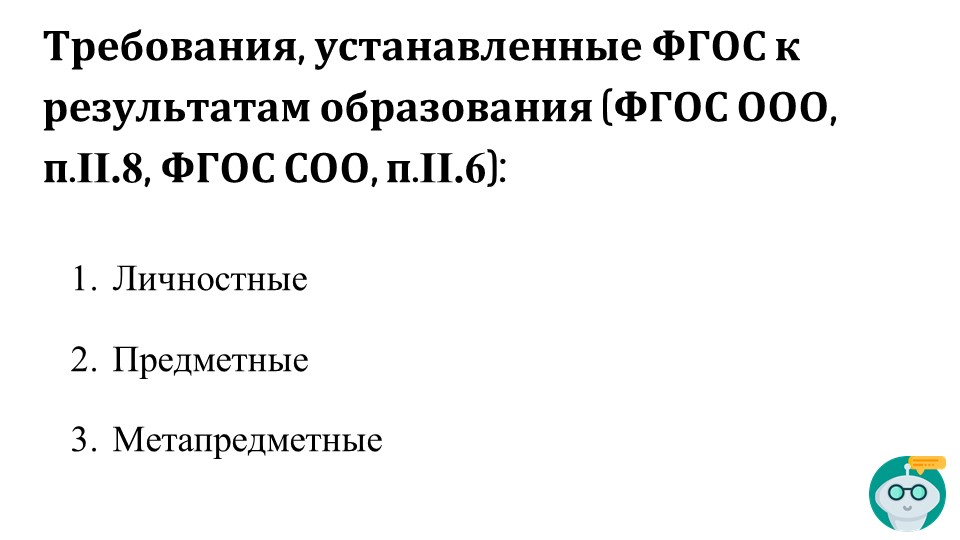 Требования, устанавленные ФГОС к
результатам образования (ФГОС ООО,
п.II.8, ФГОС СОО, п.II.6):
1. Личностные
2. Предметные
3. Метапредметные